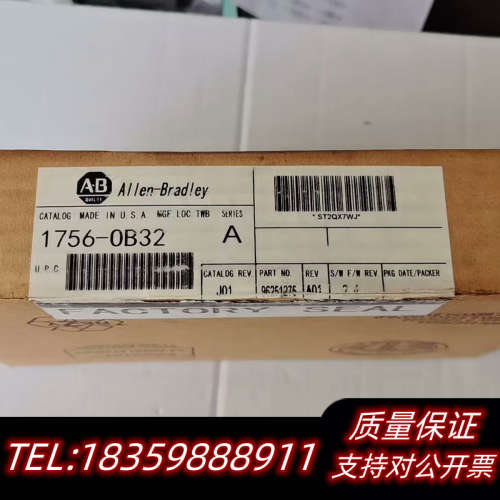 A-B
QUALITY
Allen-Bradley
CATALOG MADE IN U.S.A MGF LOC TWB SERIES
1756-OB32 A
U.P.C
*ST2QX7WJ*
CATALOG REV PART NO. REV S/W F/W REV PKG DATE/PACKER
J01 96251276 A01 2.4
FACTORY SEAL
TEL:18359888911
质量保证
支持对公开票